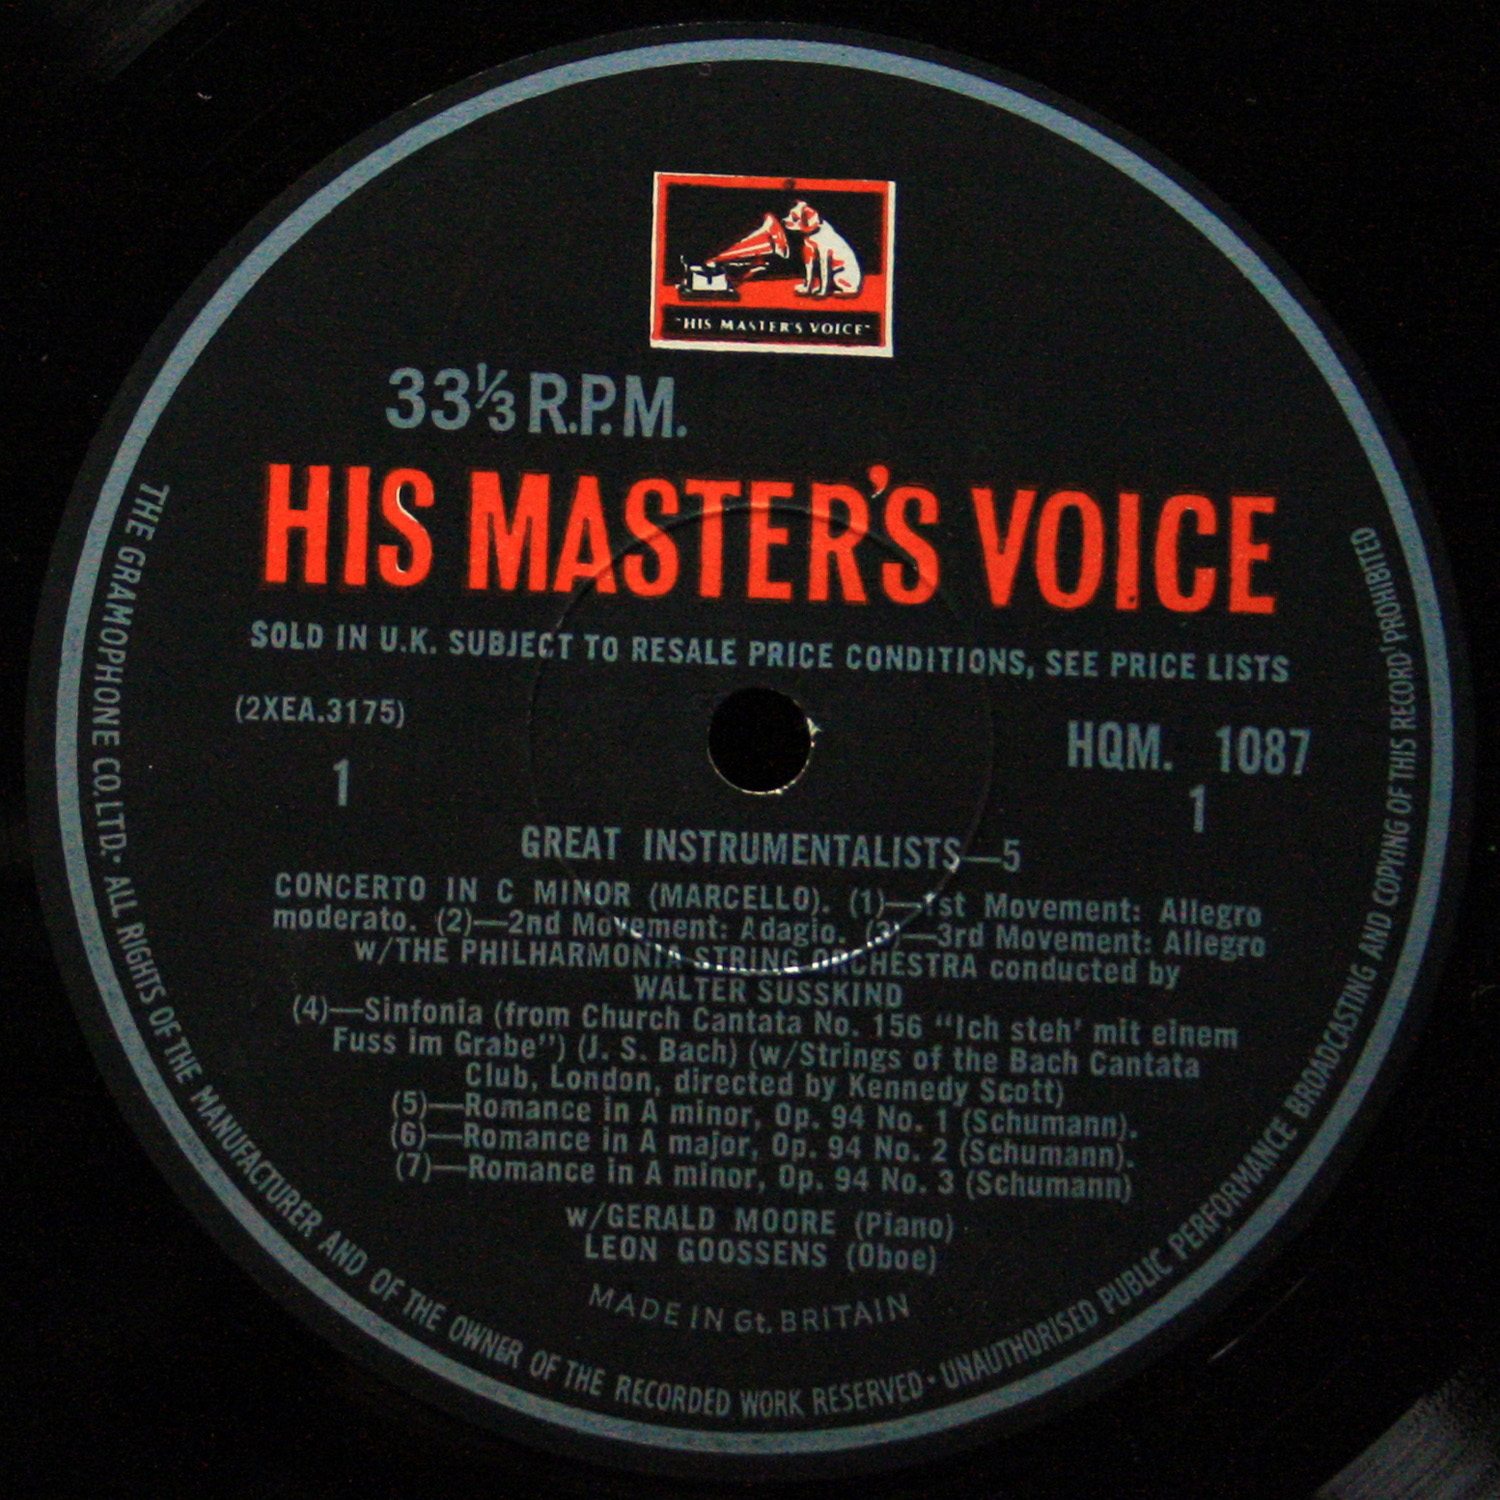 "HIS MASTER'S VOICE"
33⅓ R.P.M.
HIS MASTER'S VOICE
SOLD IN U.K. SUBJECT TO RESALE PRICE CONDITIONS, SEE PRICE LISTS
(2XEA.3175)
1
HQM. 1087
1
GREAT INSTRUMENTALISTS—5
CONCERTO IN C MINOR (MARCELLO). (1)—1st Movement: Allegro
moderato. (2)—2nd Movement: Adagio. (3)—3rd Movement: Allegro
w/THE PHILHARMONIA STRING ORCHESTRA conducted by
WALTER SUSSKIND
(4)—Sinfonia (from Church Cantata No. 156 "Ich steh' mit einem
Fuss im Grabe") (J. S. Bach) (w/Strings of the Bach Cantata
Club, London, directed by Kennedy Scott)
(5)—Romance in A minor, Op. 94 No. 1 (Schumann).
(6)—Romance in A major, Op. 94 No. 2 (Schumann).
(7)—Romance in A minor, Op. 94 No. 3 (Schumann)
w/GERALD MOORE (Piano)
LEON GOOSSENS (Oboe)
MADE IN Gt. BRITAIN
THE GRAMOPHONE CO. LTD. · ALL RIGHTS OF THE MANUFACTURER AND OF THE OWNER OF THE RECORDED WORK RESERVED · UNAUTHORISED PUBLIC PERFORMANCE BROADCASTING AND COPYING OF THIS RECORD PROHIBITED